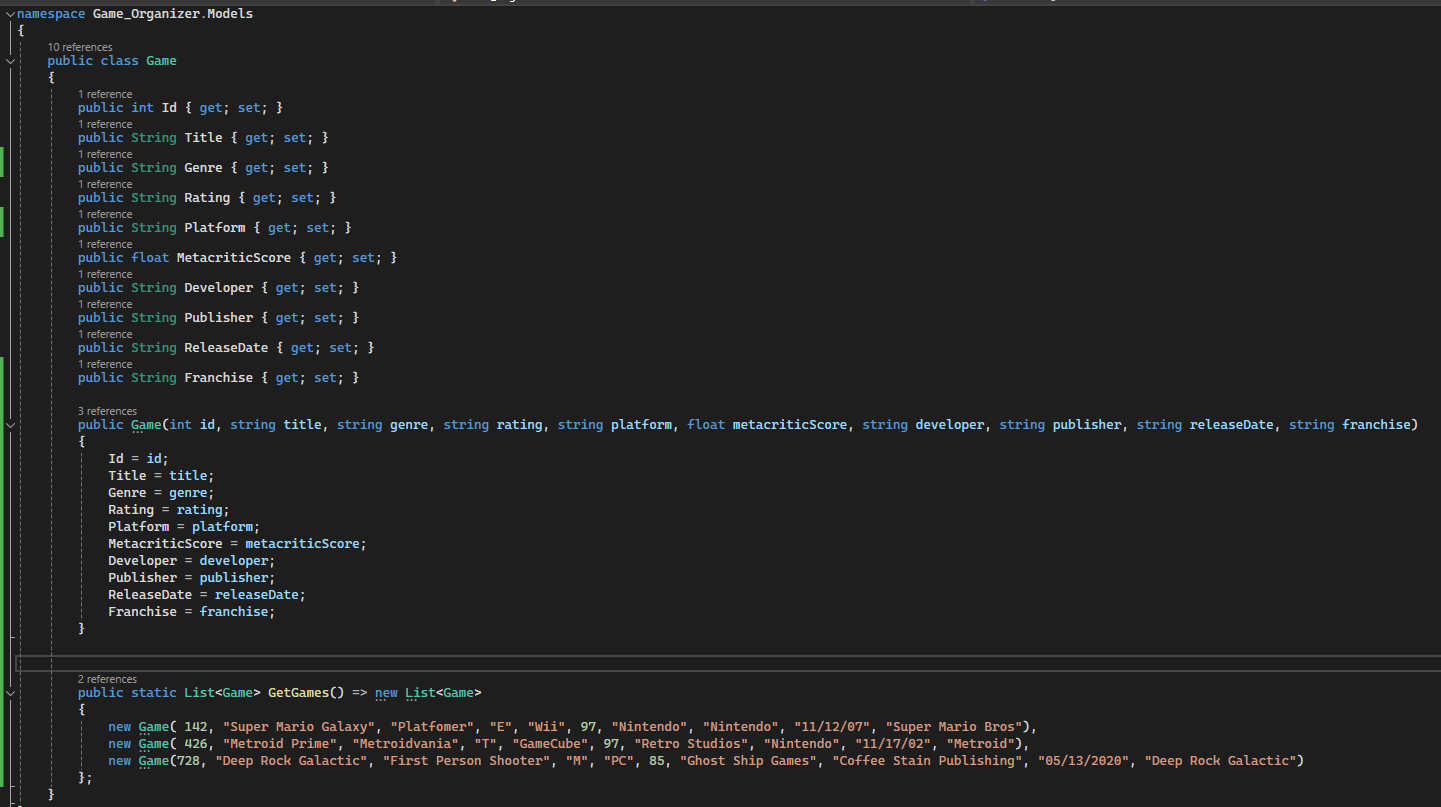 namespace Game_Organizer.Models
{
10 references
public class Game
{
1 reference
public int Id { get; set; }
1 reference
public String Title { get; set; }
1 reference
public String Genre { get; set; }
1 reference
public String Rating { get; set; }
1 reference
public String Platform { get; set; }
1 reference
public float MetacriticScore { get; set; }
1 reference
public String Developer { get; set; }
1 reference
public String Publisher { get; set; }
1 reference
public String ReleaseDate { get; set; }
1 reference
public String Franchise { get; set; }
3 references
public Game(int id, string title, string genre, string rating, string platform, float metacriticScore, string developer, string publisher, string releaseDate, string franchise)
{
Id = id;
Title = title;
Genre = genre;
Rating = rating;
Platform = platform;
MetacriticScore = metacriticScore;
Developer = developer;
Publisher = publisher;
ReleaseDate = releaseDate;
Franchise = franchise;
}
2 references
public static List<Game> GetGames() => new List<Game>
{
new Game( 142, "Super Mario Galaxy", "Platfomer", "E", "Wii", 97, "Nintendo", "Nintendo", "11/12/07", "Super Mario Bros"),
new Game( 426, "Metroid Prime", "Metroidvania", "T", "GameCube", 97, "Retro Studios", "Nintendo", "11/17/02", "Metroid"),
new Game(728, "Deep Rock Galactic", "First Person Shooter", "M", "PC", 85, "Ghost Ship Games", "Coffee Stain Publishing", "05/13/2020", "Deep Rock Galactic")
};
}